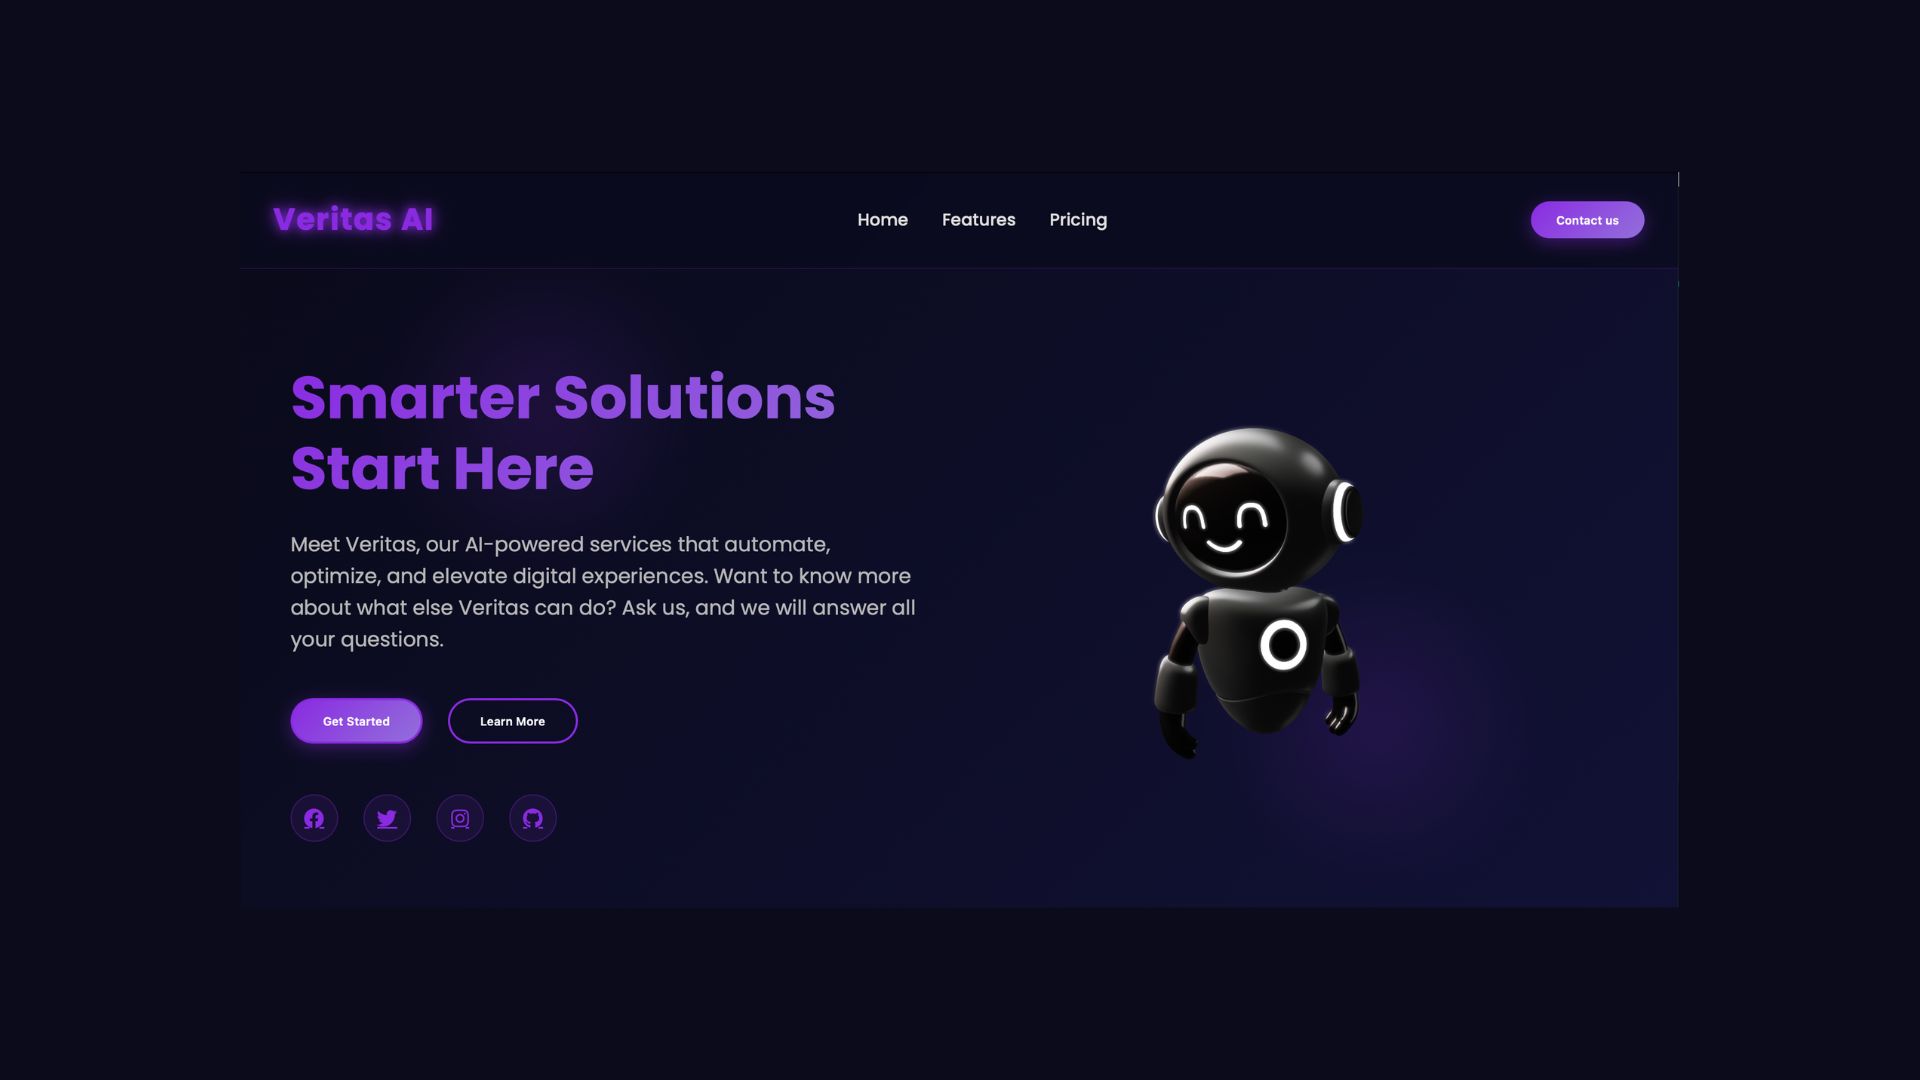 Veritas AI
Home Features Pricing
Contact us
Smarter Solutions
Start Here
Meet Veritas, our AI-powered services that automate,
optimize, and elevate digital experiences. Want to know more
about what else Veritas can do? Ask us, and we will answer all
your questions.
Get Started
Learn More